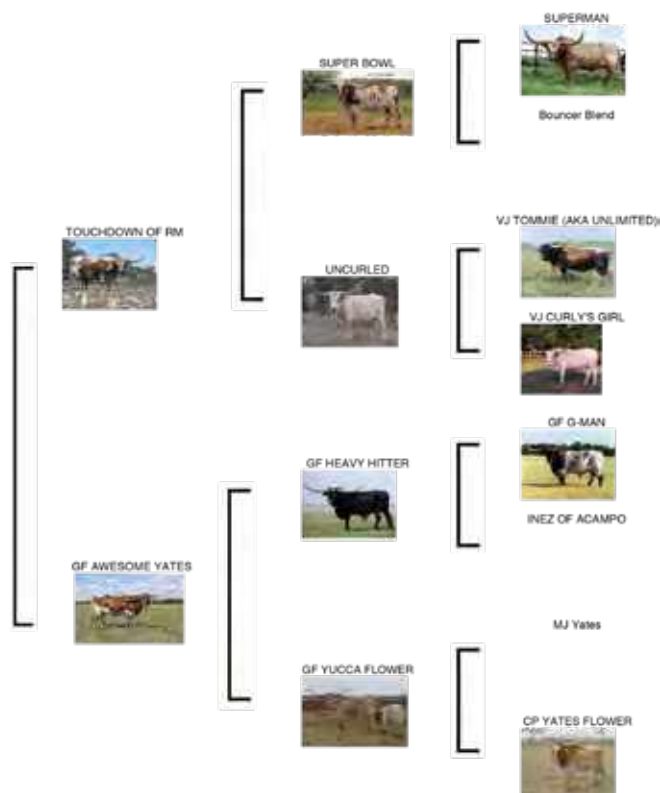 SUPERMAN
SUPER BOWL
Bouncer Blend
TOUCHDOWN OF RM
VJ TOMMIE (AKA UNLIMITED)
UNCURLED
VJ CURLY'S GIRL
GF G-MAN
GF HEAVY HITTER
INEZ OF ACAMPO
GF AWESOME YATES
MJ Yates
GF YUCCA FLOWER
CP YATES FLOWER